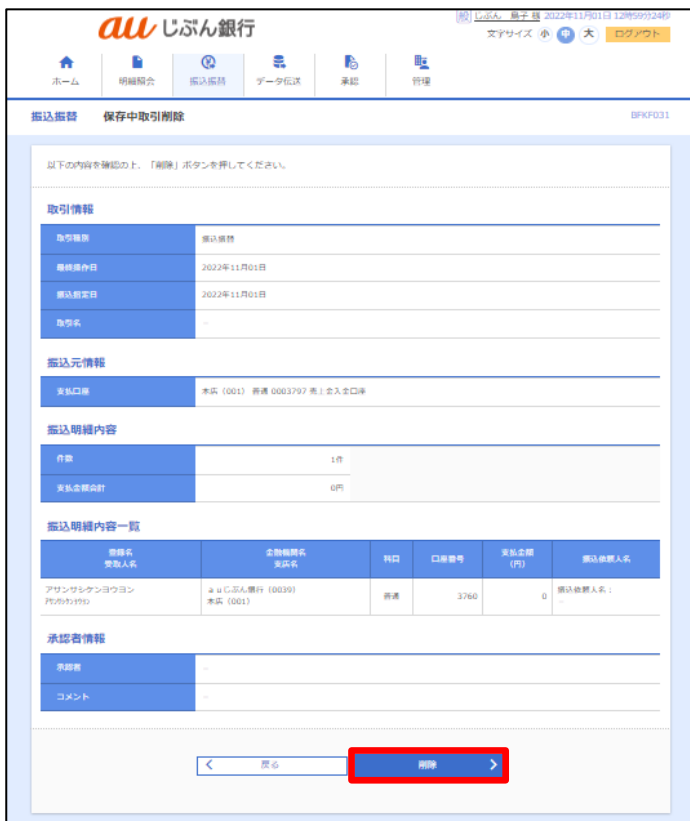 au じぶん銀行
じぶん 扇子 様 2022年11月01日 12時59分24秒
文字サイズ 小 中 大 ログアウト
ホーム 明細照会 振込振替 データ伝送 承認 管理
振込振替 保存中取引削除 BFKF031
以下の内容を確認の上、「削除」ボタンを押してください。
取引情報
取引種別 振込振替
最終操作日 2022年11月01日
振込指定日 2022年11月01日
取引名 －
振込元情報
支払口座 本店（001） 普通 0003797 売上金入金口座
振込明細内容
件数 1件
支払金額合計 0円
振込明細内容一覧
登録名 金融機関名 科目 口座番号 支払金額 振込依頼人名
受取人名 支店名 (円)
アサンサシケンヨウヨン auじぶん銀行（0039） 普通 3760 0 振込依頼人名：
本店（001） －
承認者情報
承認者 －
コメント －
戻る 削除